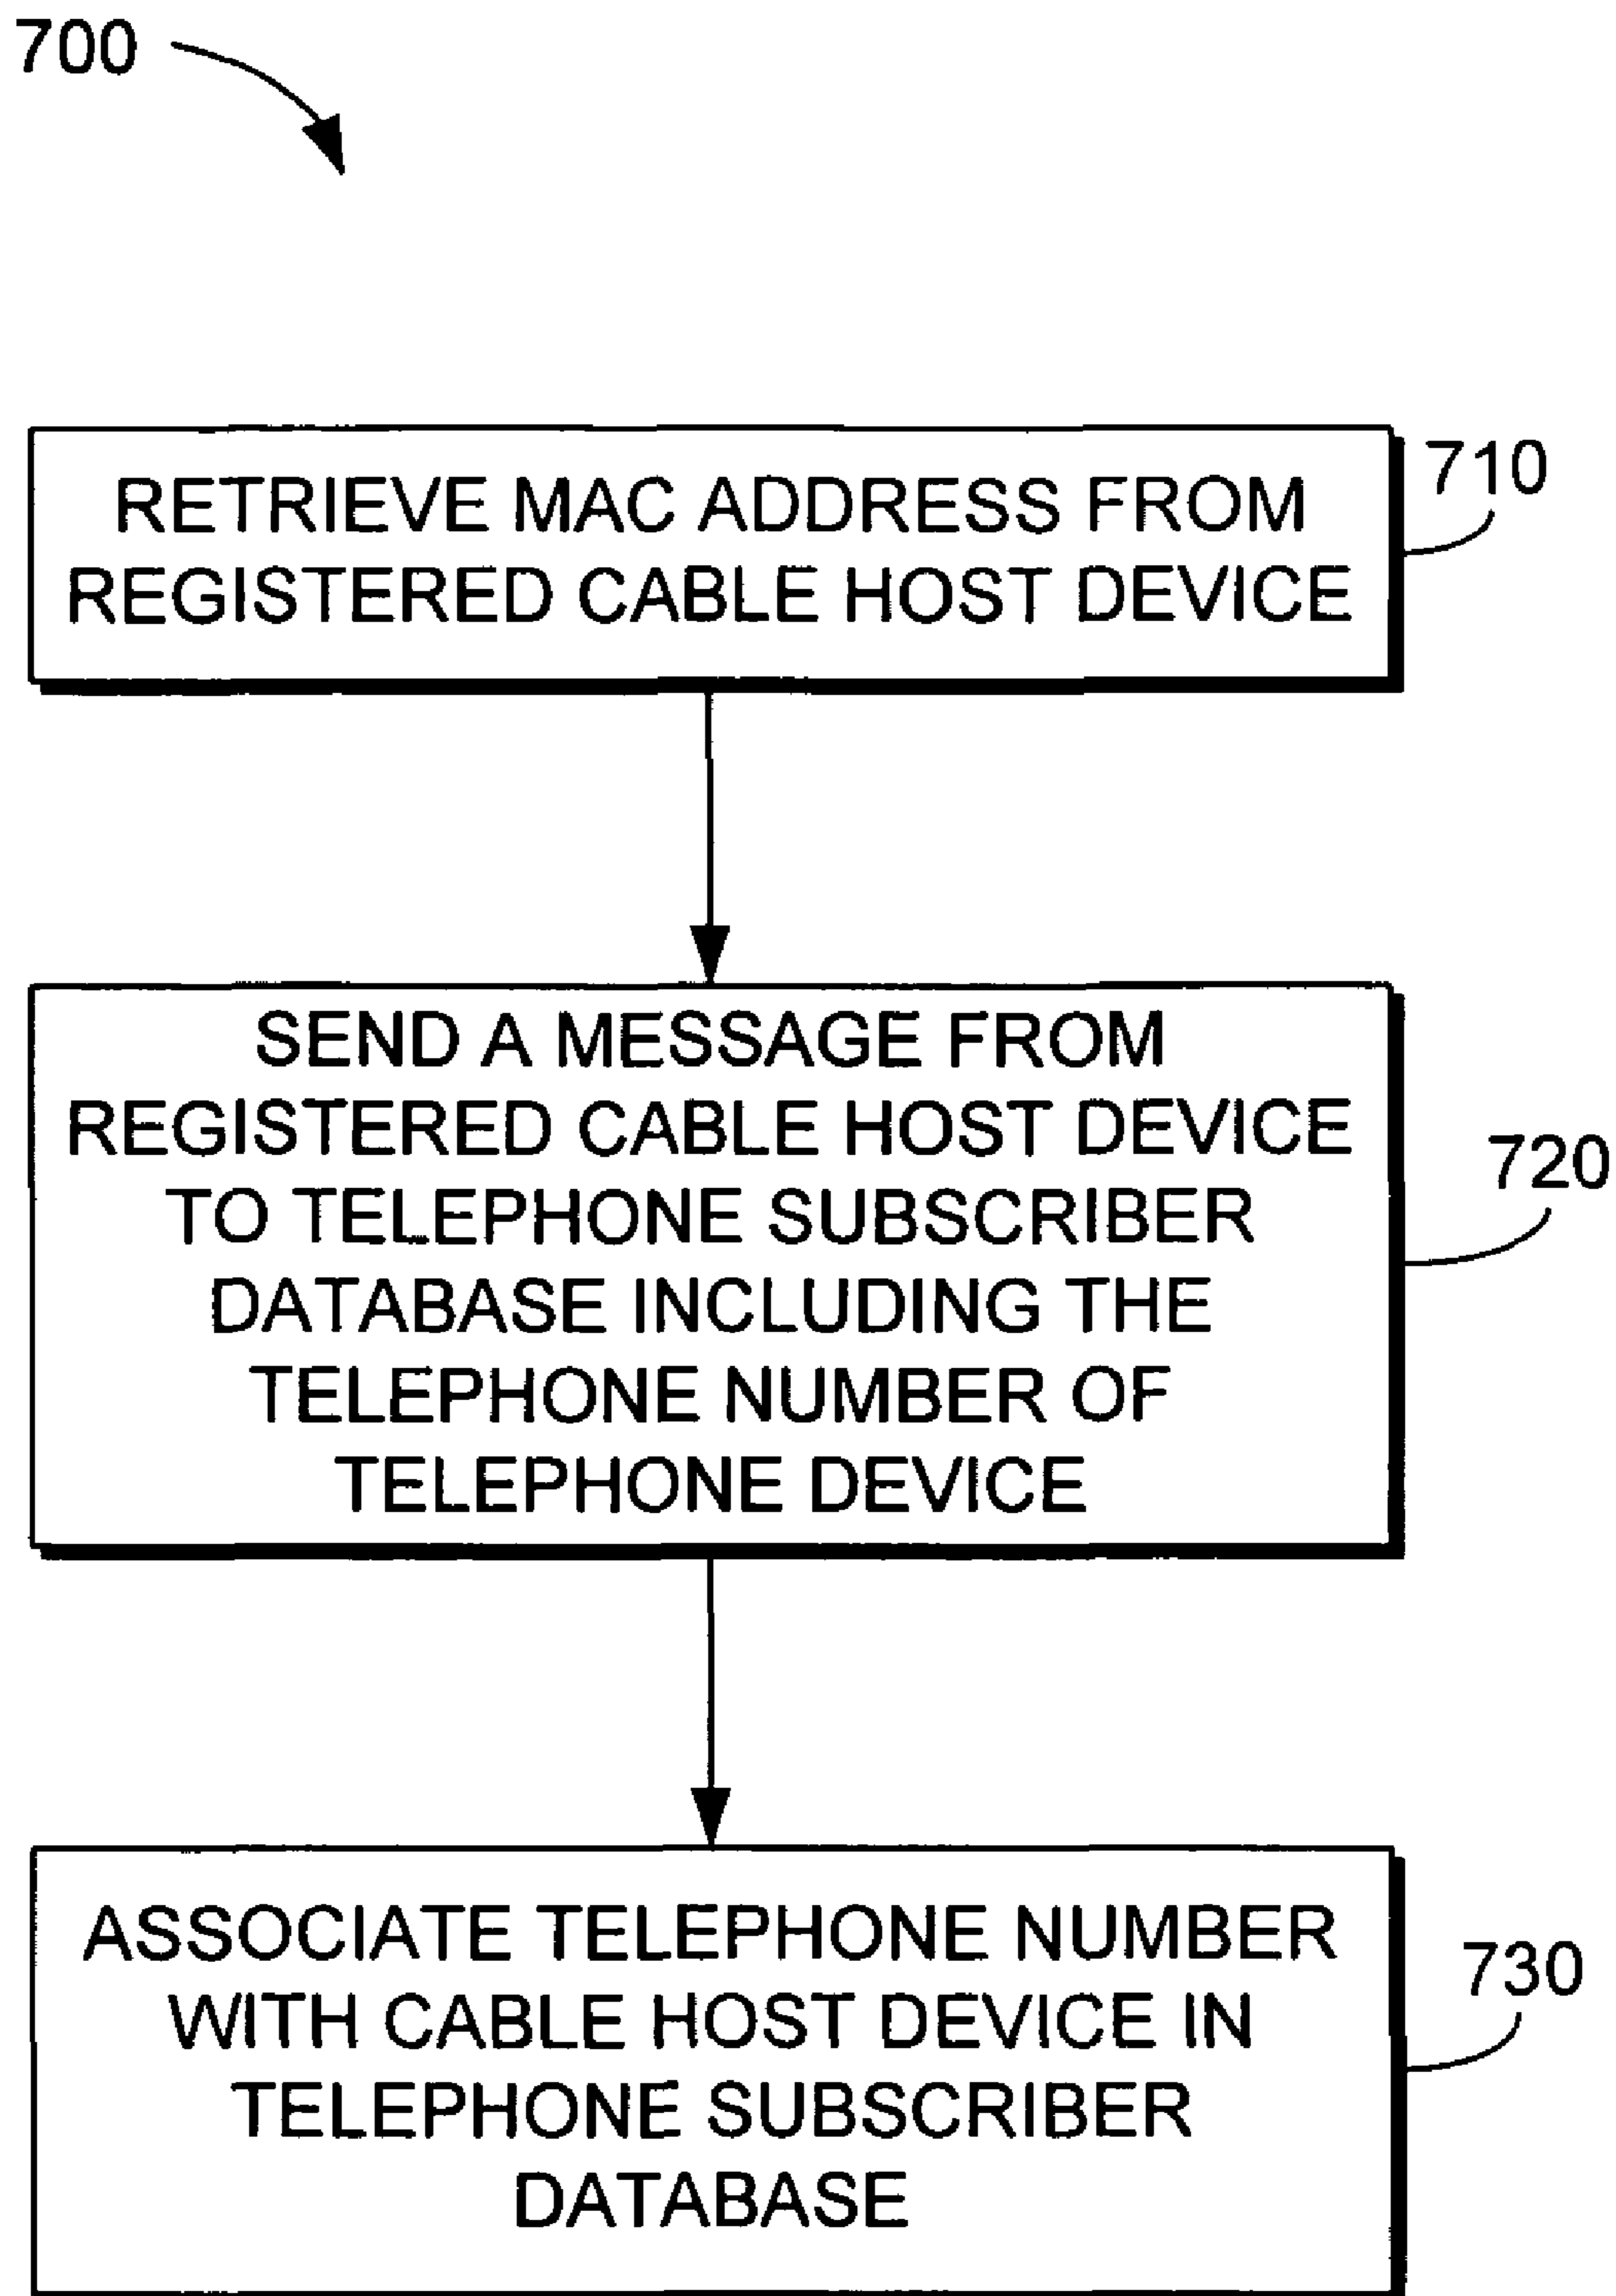 700
RETRIEVE MAC ADDRESS FROM
REGISTERED CABLE HOST DEVICE
710
SEND A MESSAGE FROM
REGISTERED CABLE HOST DEVICE
TO TELEPHONE SUBSCRIBER
DATABASE INCLUDING THE
TELEPHONE NUMBER OF
TELEPHONE DEVICE
720
ASSOCIATE TELEPHONE NUMBER
WITH CABLE HOST DEVICE IN
TELEPHONE SUBSCRIBER
DATABASE
730